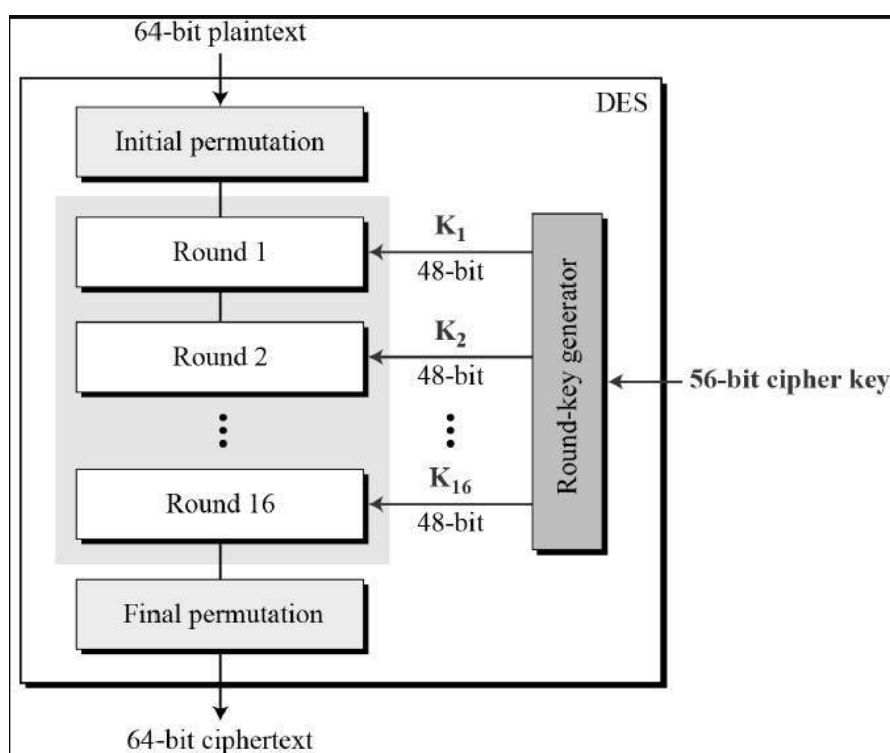 64-bit plaintext
DES
Initial permutation
Round 1
K₁
48-bit
Round 2
K₂
48-bit
Round-key generator
56-bit cipher key
Round 16
K₁₆
48-bit
Final permutation
64-bit ciphertext